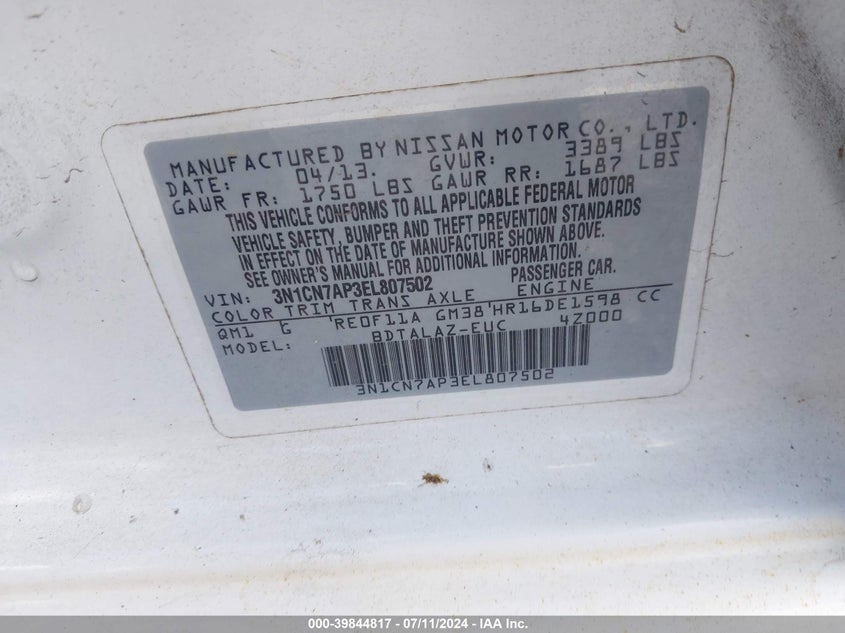 MANUFACTURED BY NISSAN MOTOR CO., LTD.
DATE: 04/13. GVWR: 3389 LBS
GAWR FR: 1750 LBS GAWR RR: 1687 LBS
THIS VEHICLE CONFORMS TO ALL APPLICABLE FEDERAL MOTOR
VEHICLE SAFETY, BUMPER AND THEFT PREVENTION STANDARDS
IN EFFECT ON THE DATE OF MANUFACTURE SHOWN ABOVE.
SEE OWNER'S MANUAL FOR ADDITIONAL INFORMATION.
VIN: 3N1CN7AP3EL807502 PASSENGER CAR.
COLOR TRIM TRANS AXLE ENGINE
QM1 G 'RE0F11A GM38'HR16DE1598 CC
MODEL: BDTALAZ-EUC 4Z000
3N1CN7AP3EL807502
000-39844817 - 07/11/2024 - IAA Inc.